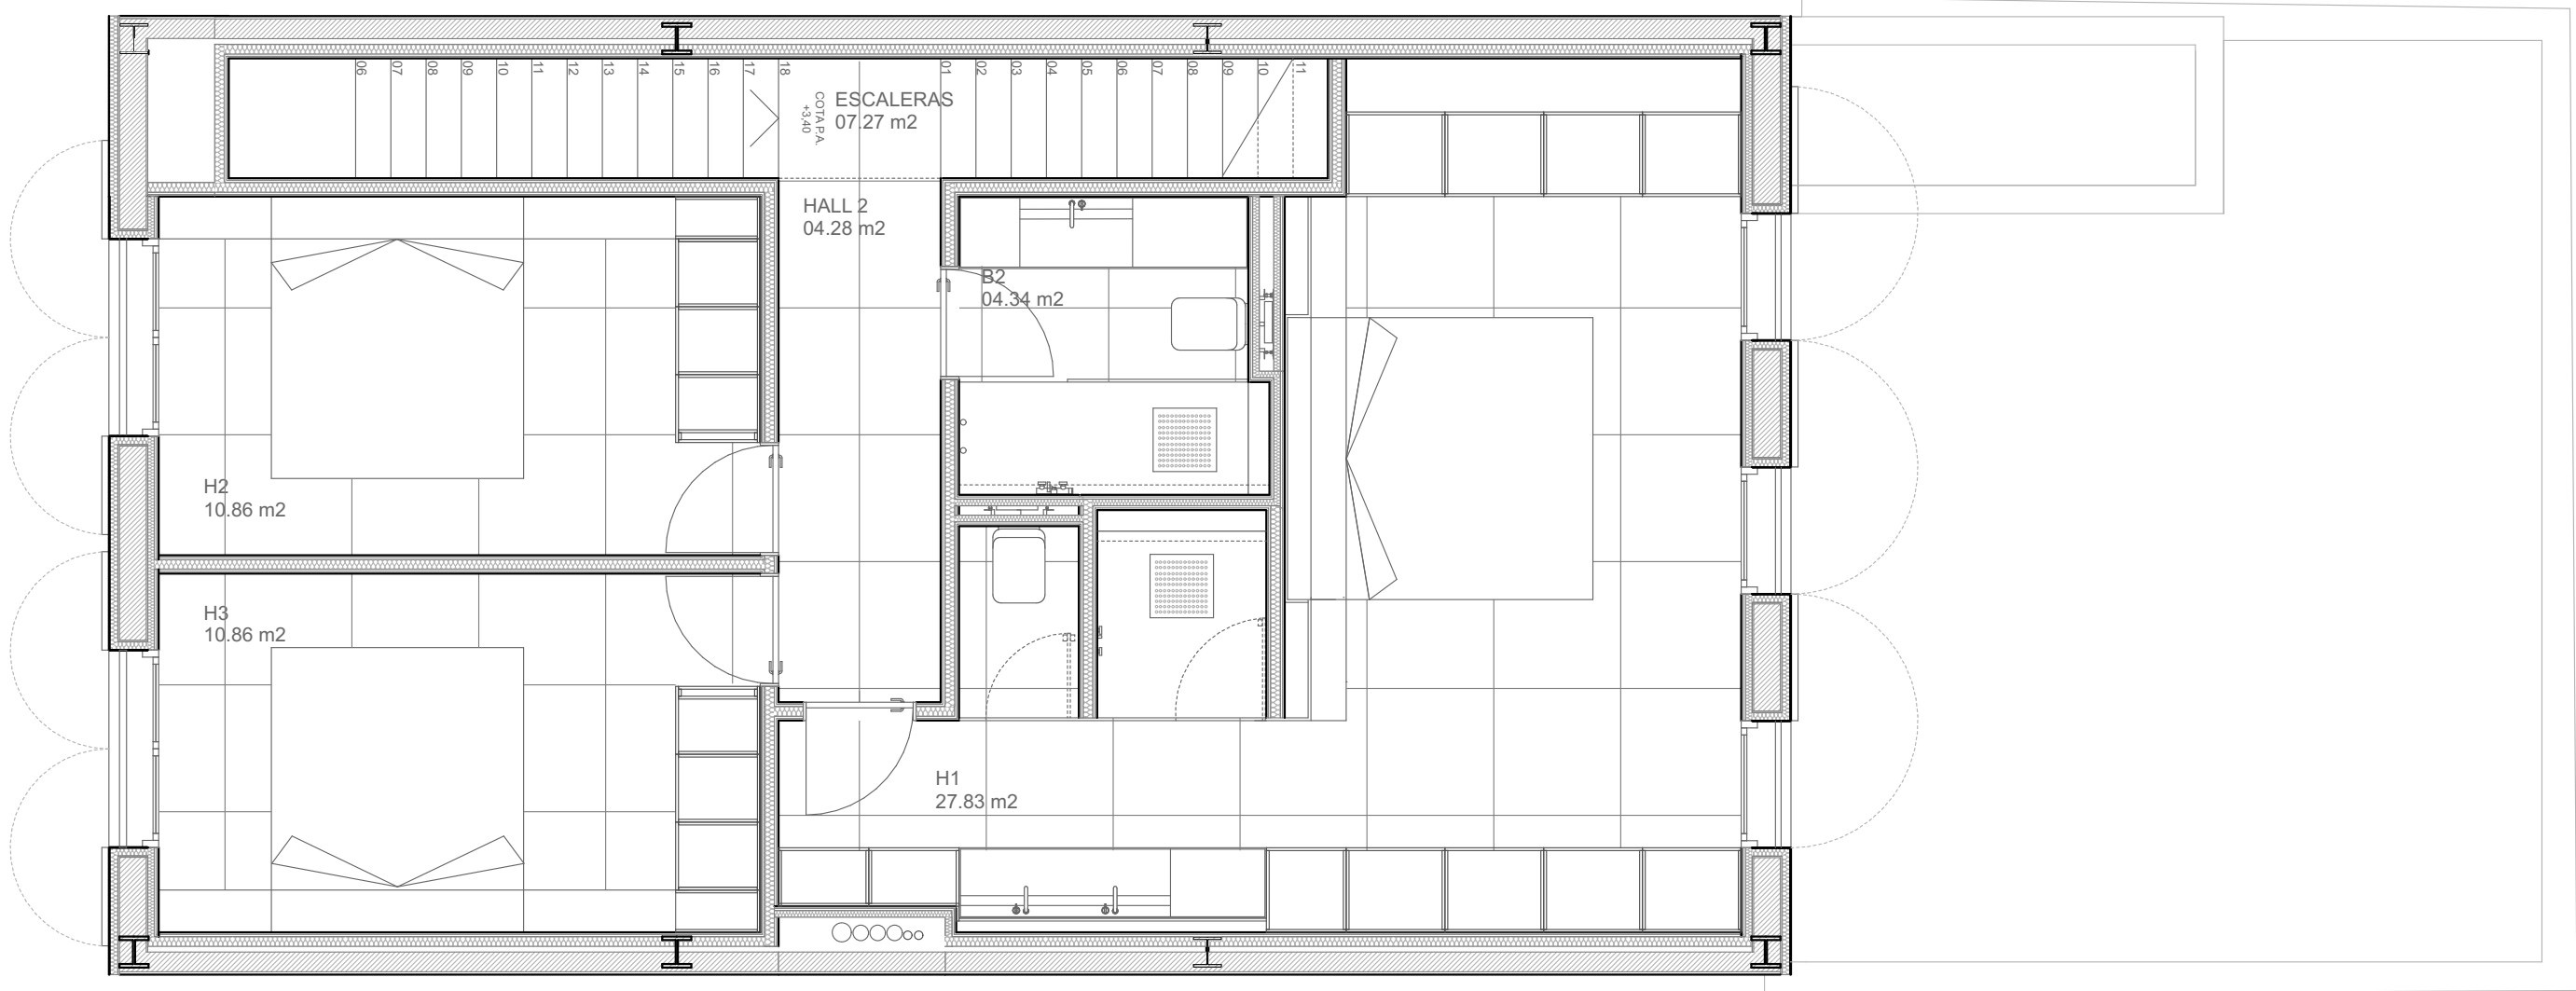 06 07 08 09 10 11 12 13 14 15 16 17 18
01 02 03 04 05 06 07 08 09 10 11
COTA P.A.
+3,40
ESCALERAS
07.27 m2
HALL 2
04.28 m2
B2
04.34 m2
H2
10.86 m2
H3
10.86 m2
H1
27.83 m2